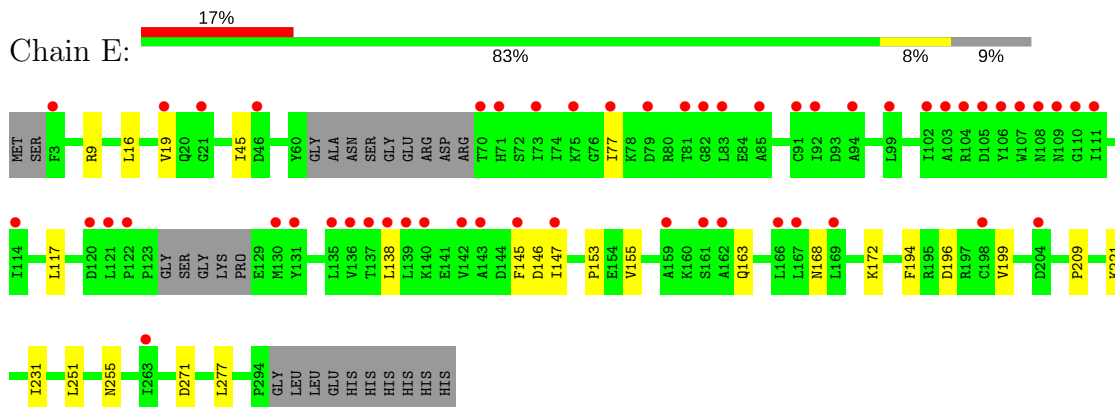 17%
Chain E:
83% 8% 9%
MET SER F3 R9 L16 V19 Q20 G21 I45 D46 Y60 GLY ALA ASN SER GLY GLU ARG ASP ARG T70 H71 S72 I73 I74 K75 G76 I77 K78 D79 R80 T81 G82 L83 E84 A85 C91 I92 D93 A94 L99 I102 A103 R104 D105 Y106 W107 N108 N109 G110 I111
I114 L117 D120 L121 P122 P123 GLY SER GLY LYS PRO E129 M130 Y131 L135 V136 T137 L138 L139 K140 E141 V142 A143 D144 F145 D146 I147 P153 E154 V155 A159 K160 S161 A162 Q163 L166 L167 N168 L169 K172 F194 R195 D196 R197 C198 V199 D204 P209 K221
I231 L251 N255 I263 D271 L277 P294 GLY LEU LEU GLU HIS HIS HIS HIS HIS HIS